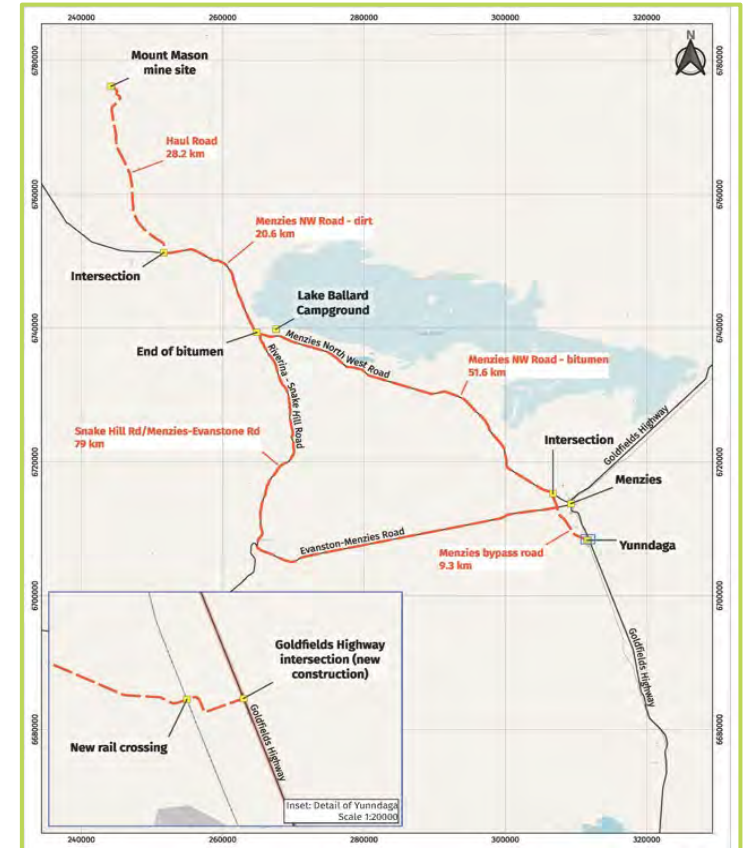 240000
260000
280000
300000
320000
N
6780000
6780000
Mount Mason
mine site
Haul Road
28.2 km
6760000
6760000
Menzies NW Road - dirt
20.6 km
Intersection
Lake Ballard
Campground
6740000
6740000
End of bitumen
Menzies North West Road
Menzies NW Road - bitumen
51.6 km
Riverina - Snake Hill Road
Snake Hill Rd/Menzies-Evanstone Rd
79 km
Goldfields Highway
Intersection
6720000
6720000
Menzies
Evanston-Menzies Road
Yunndaga
Menzies bypass road
9.3 km
6700000
6700000
Goldfields Highway
intersection (new
construction)
Goldfields Highway
New rail crossing
Goldfields Highway
6680000
6680000
Inset: Detail of Yunndaga
Scale 1:20000
240000
260000
280000
300000
320000